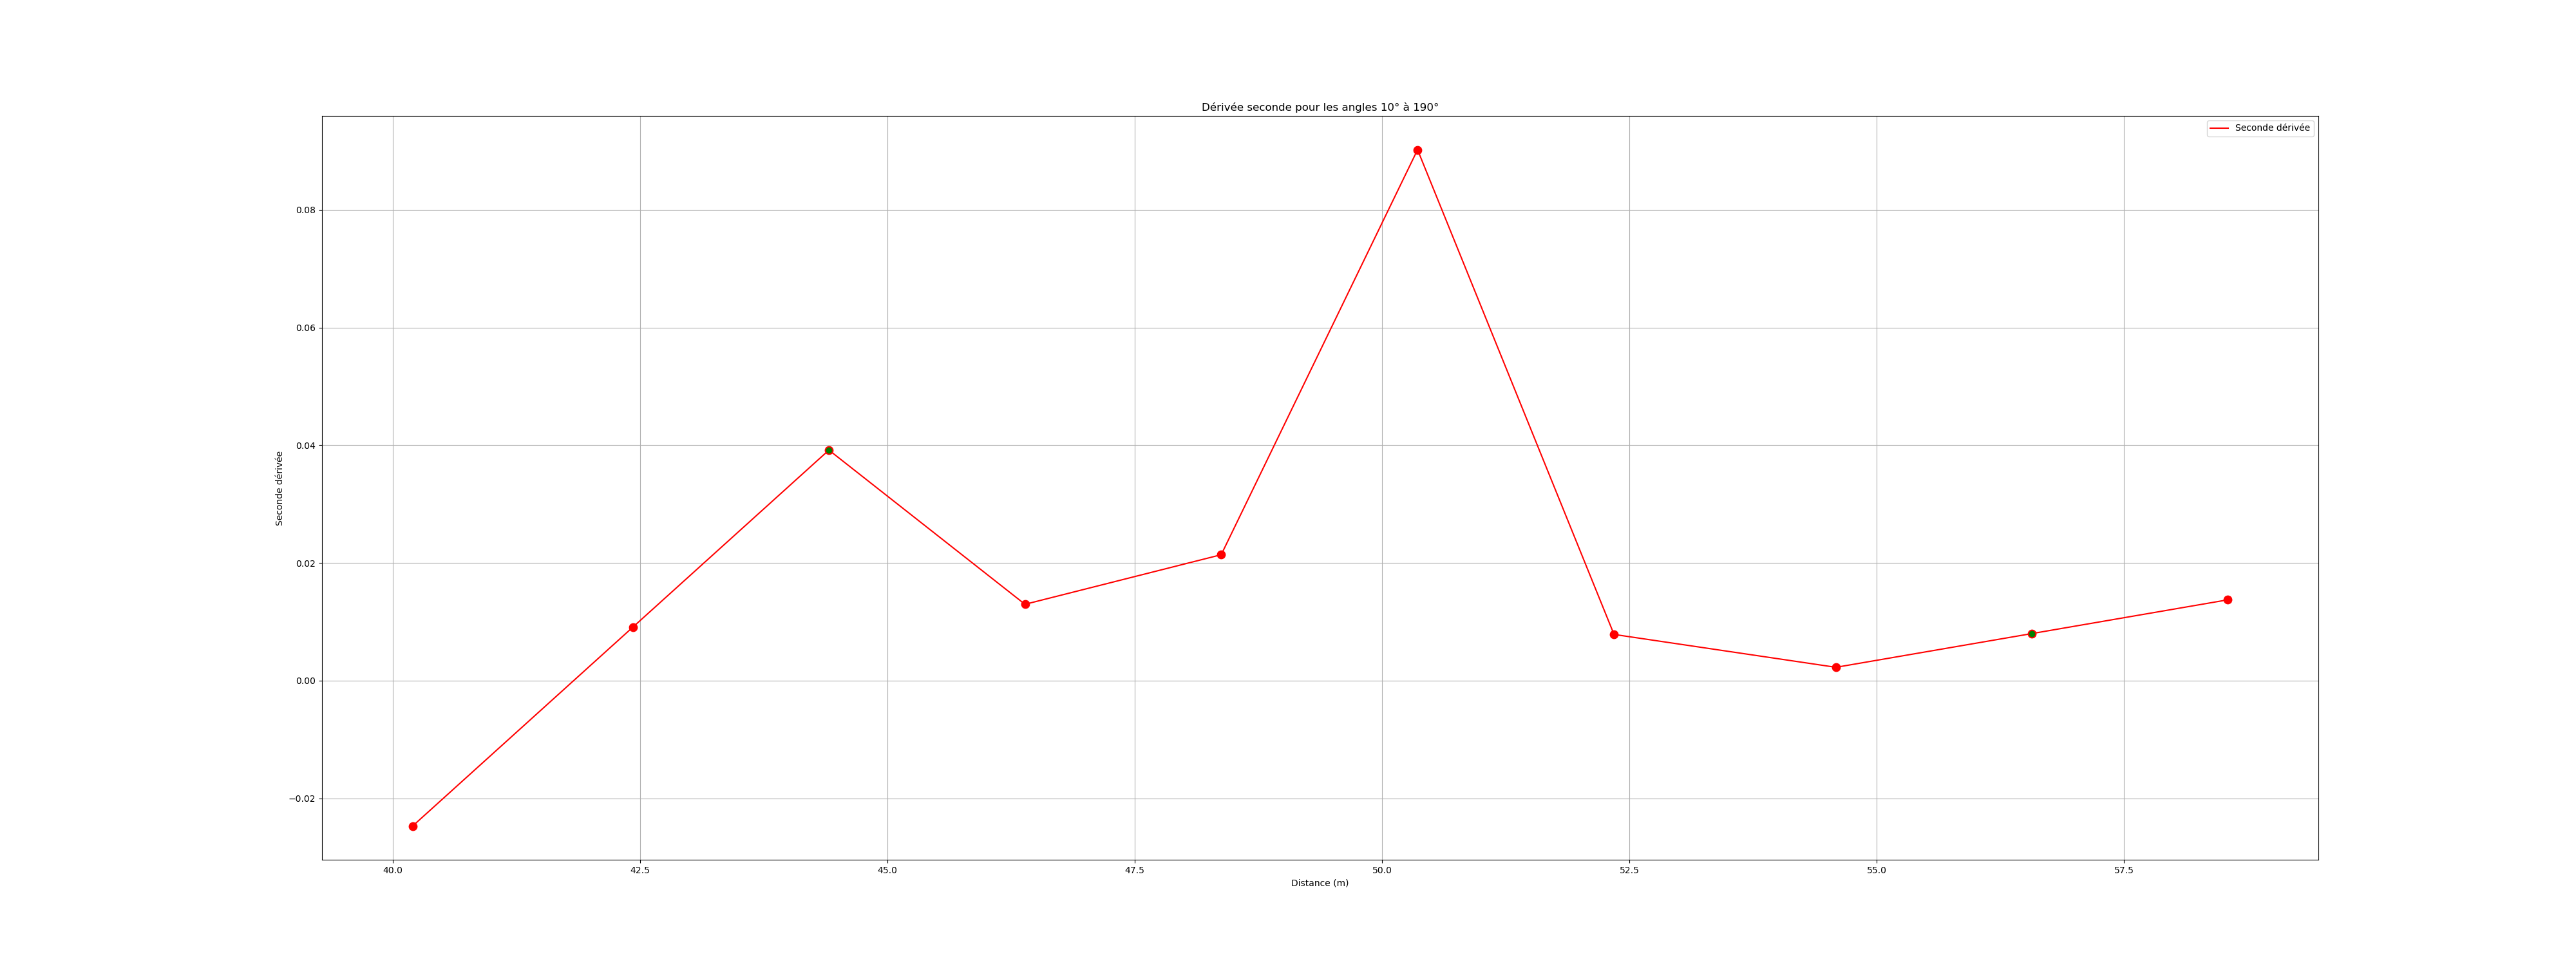 Dérivée seconde pour les angles 10° à 190°
Seconde dérivée
0.08
0.06
0.04
0.02
0.00
−0.02
Seconde dérivée
40.0 42.5 45.0 47.5 50.0 52.5 55.0 57.5
Distance (m)